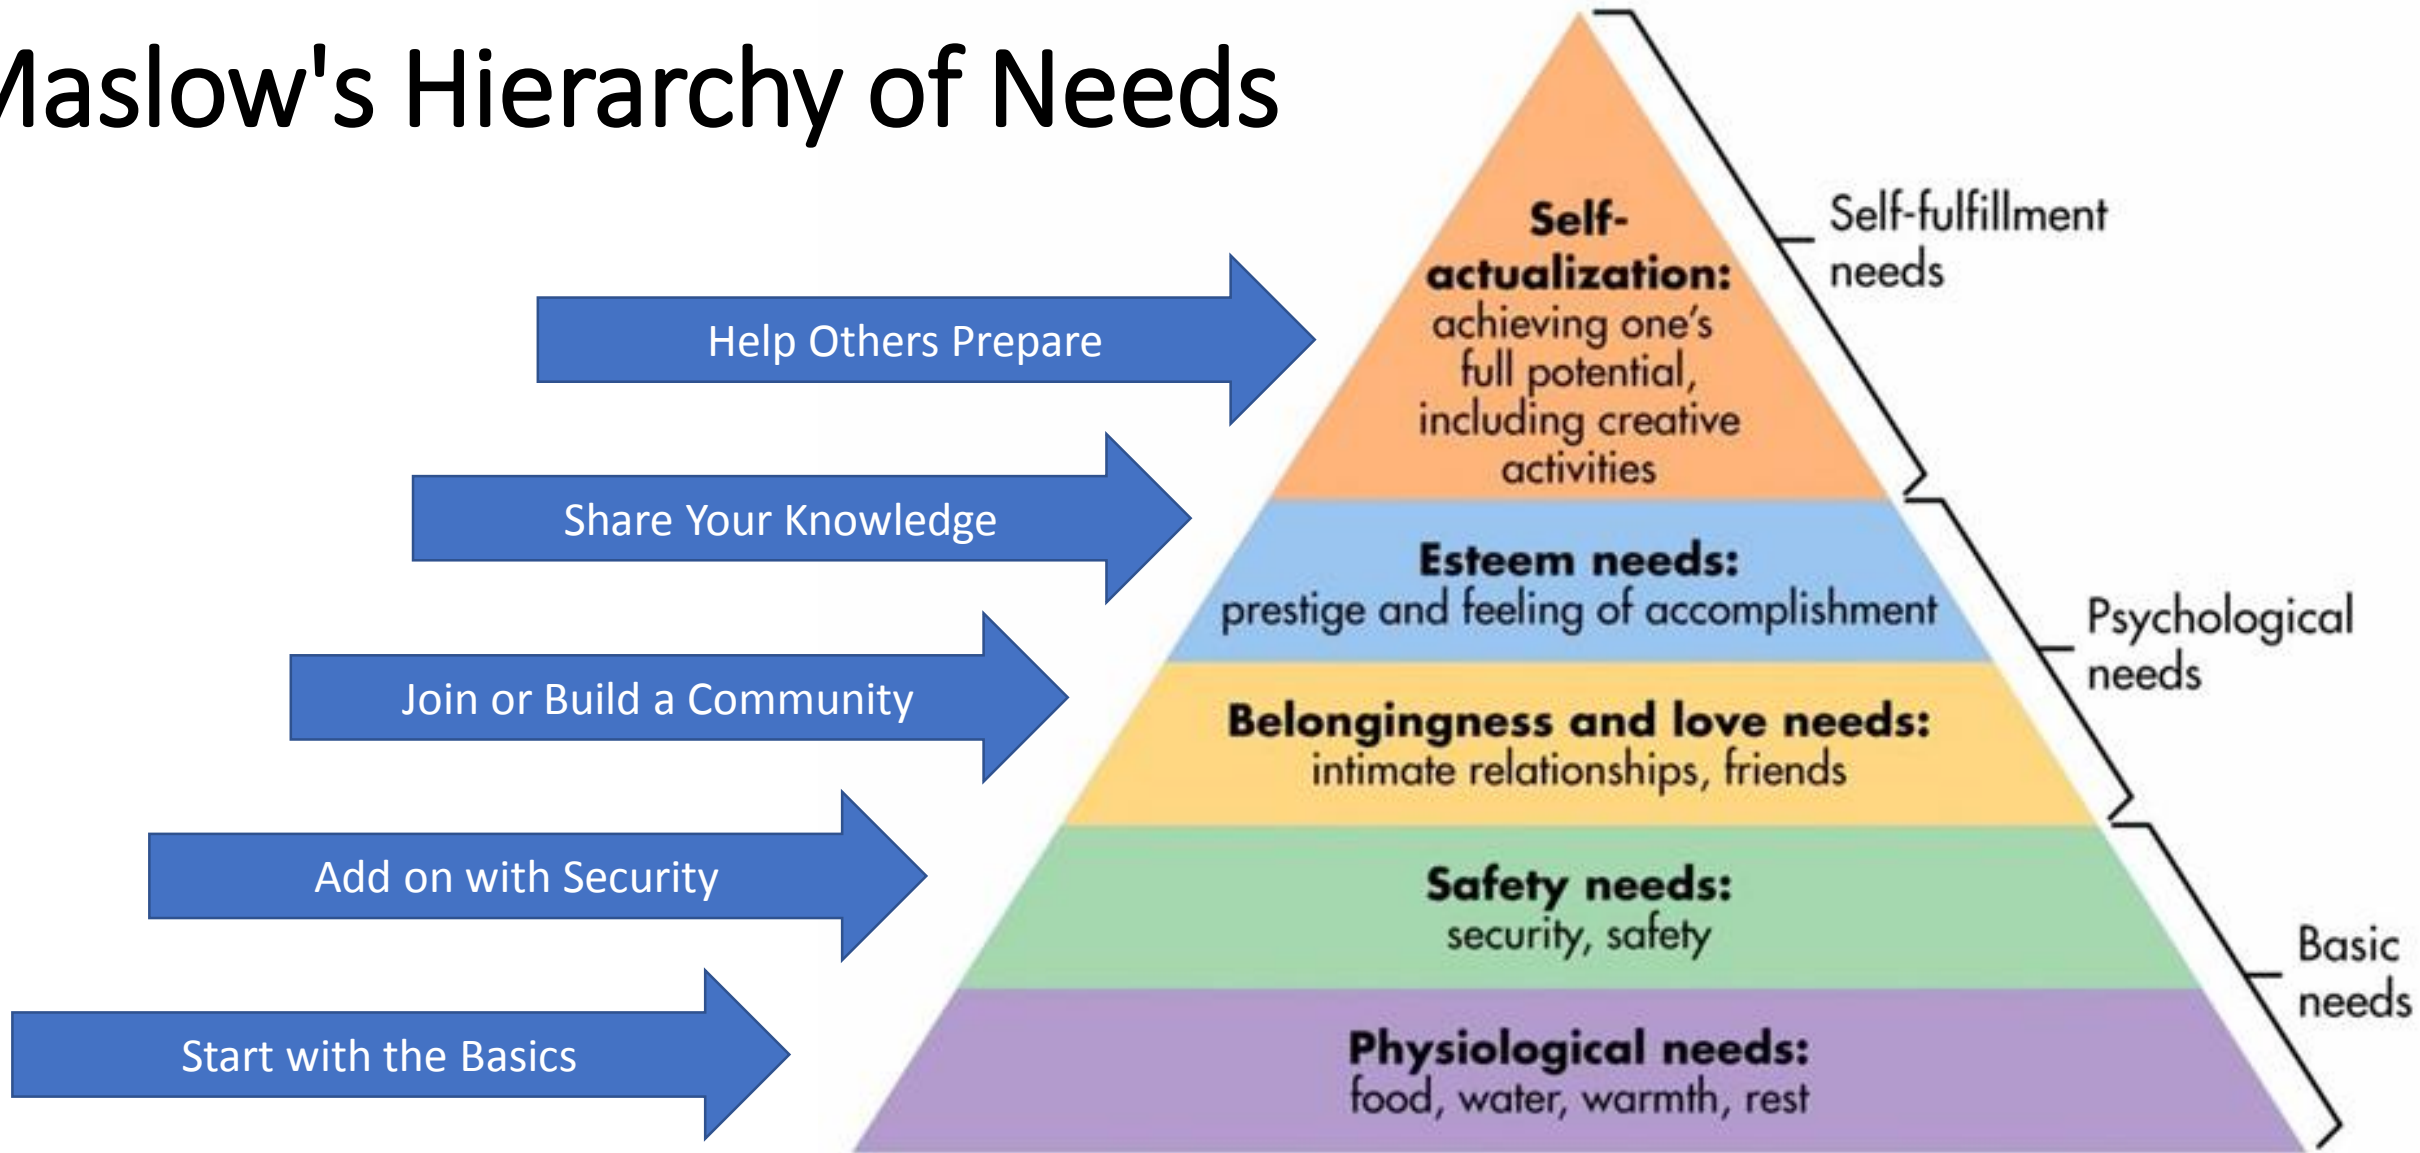 Maslow's Hierarchy of Needs
Help Others Prepare
Share Your Knowledge
Join or Build a Community
Add on with Security
Start with the Basics
Self-
actualization:
achieving one's
full potential,
including creative
activities
Esteem needs:
prestige and feeling of accomplishment
Belongingness and love needs:
intimate relationships, friends
Safety needs:
security, safety
Physiological needs:
food, water, warmth, rest
Self-fulfillment
needs
Psychological
needs
Basic
needs